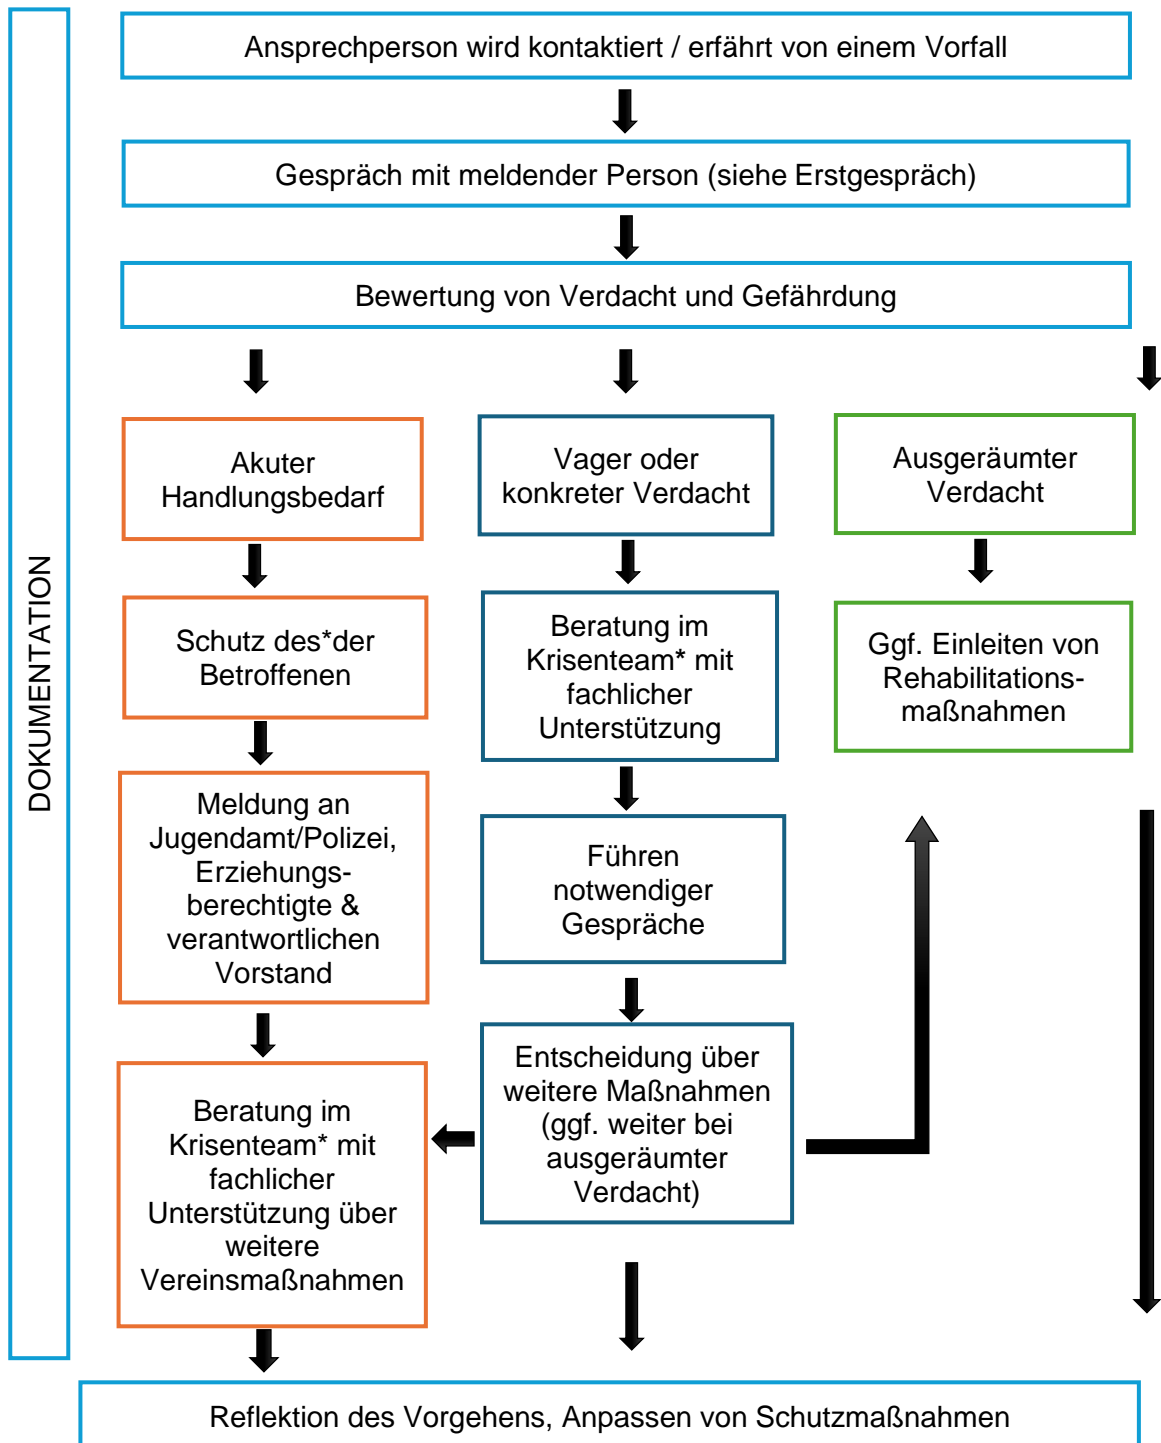 DOKUMENTATION
Ansprechperson wird kontaktiert / erfährt von einem Vorfall
Gespräch mit meldender Person (siehe Erstgespräch)
Bewertung von Verdacht und Gefährdung
Akuter
Handlungsbedarf
Schutz des*der
Betroffenen
Meldung an
Jugendamt/Polizei,
Erziehungs-
berechtigte &
verantwortlichen
Vorstand
Beratung im
Krisenteam* mit
fachlicher
Unterstützung über
weitere
Vereinsmaßnahmen
Vager oder
konkreter Verdacht
Beratung im
Krisenteam* mit
fachlicher
Unterstützung
Führen
notwendiger
Gespräche
Entscheidung über
weitere Maßnahmen
(ggf. weiter bei
ausgeräumter
Verdacht)
Ausgeräumter
Verdacht
Ggf. Einleiten von
Rehabilitations-
maßnahmen
Reflektion des Vorgehens, Anpassen von Schutzmaßnahmen